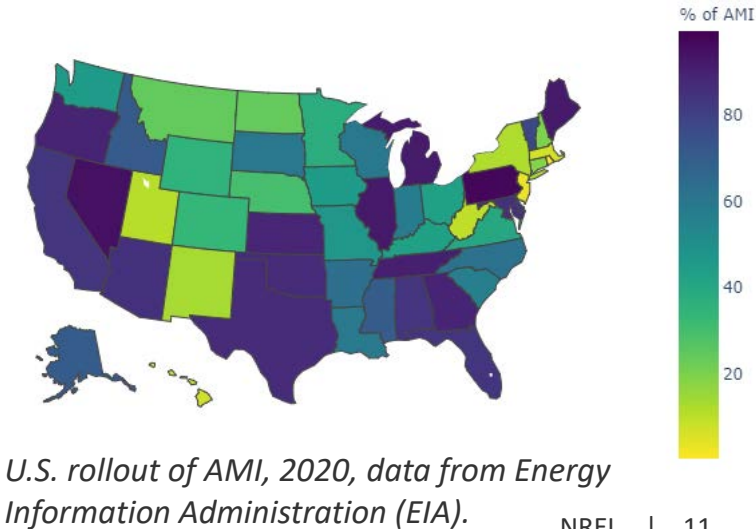 % of AMI
80
60
40
20
U.S. rollout of AMI, 2020, data from Energy
Information Administration (EIA).
NREL | 11